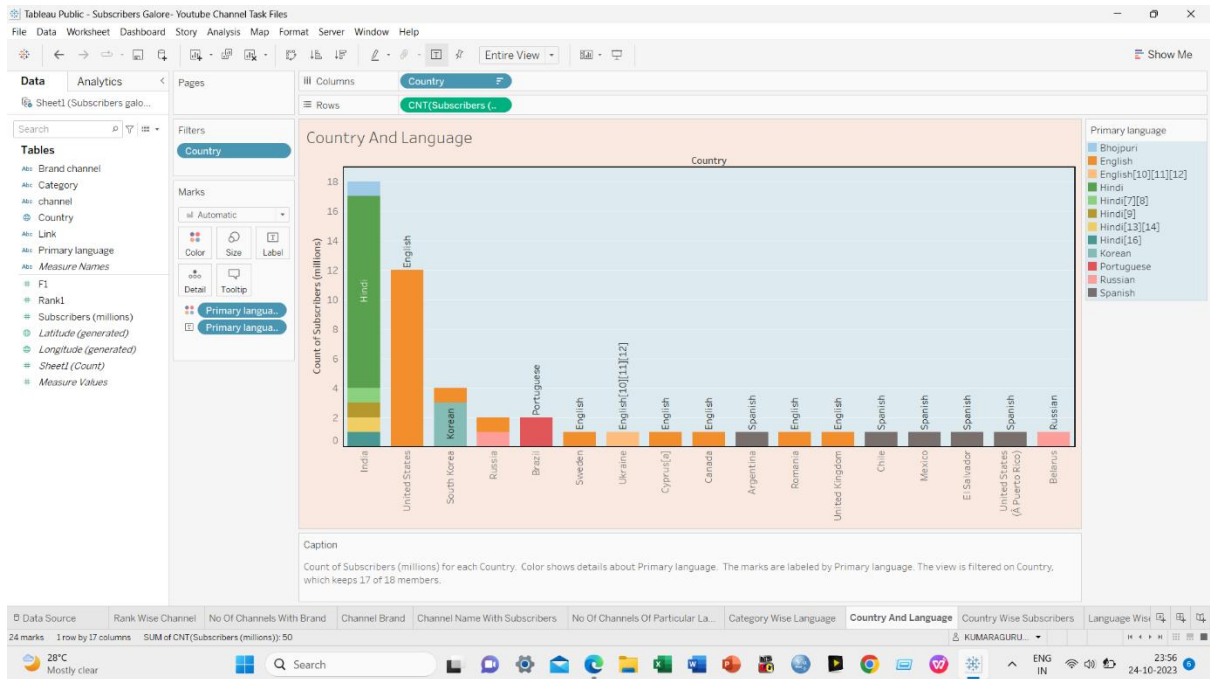 Tableau Public - Subscribers Galore- Youtube Channel Task Files
File Data Worksheet Dashboard Story Analysis Map Format Server Window Help
Entire View
Show Me
Data Analytics
Sheet1 (Subscribers galo...
Search
Tables
Abc Brand channel
Abc Category
Abc channel
Country
Abc Link
Abc Primary language
Abc Measure Names
# F1
# Rank1
# Subscribers (millions)
Latitude (generated)
Longitude (generated)
# Sheet1 (Count)
# Measure Values
Pages
Filters
Country
Marks
Automatic
Color Size Label
Detail Tooltip
Primary langua..
Primary langua..
Columns Country
Rows CNT(Subscribers (..
Country And Language
Country
Count of Subscribers (millions)
18
16
14
12
10
8
6
4
2
0
Hindi
English
Korean
Portuguese
English
English[10][11][12]
English
English
Spanish
English
English
Spanish
Spanish
Spanish
Spanish
Russian
India
United States
South Korea
Russia
Brazil
Sweden
Ukraine
Cyprus[a]
Canada
Argentina
Romania
United Kingdom
Chile
Mexico
El Salvador
United States
(Â Puerto Rico)
Belarus
Primary language
Bhojpuri
English
English[10][11][12]
Hindi
Hindi[7][8]
Hindi[9]
Hindi[13][14]
Hindi[16]
Korean
Portuguese
Russian
Spanish
Caption
Count of Subscribers (millions) for each Country. Color shows details about Primary language. The marks are labeled by Primary language. The view is filtered on Country,
which keeps 17 of 18 members.
Data Source Rank Wise Channel No Of Channels With Brand Channel Brand Channel Name With Subscribers No Of Channels Of Particular La... Category Wise Language Country And Language Country Wise Subscribers Language Wis
24 marks 1 row by 17 columns SUM of CNT(Subscribers (millions)): 50
KUMARAGURU...
28°C
Mostly clear
Search
ENG
IN
23:56
24-10-2023